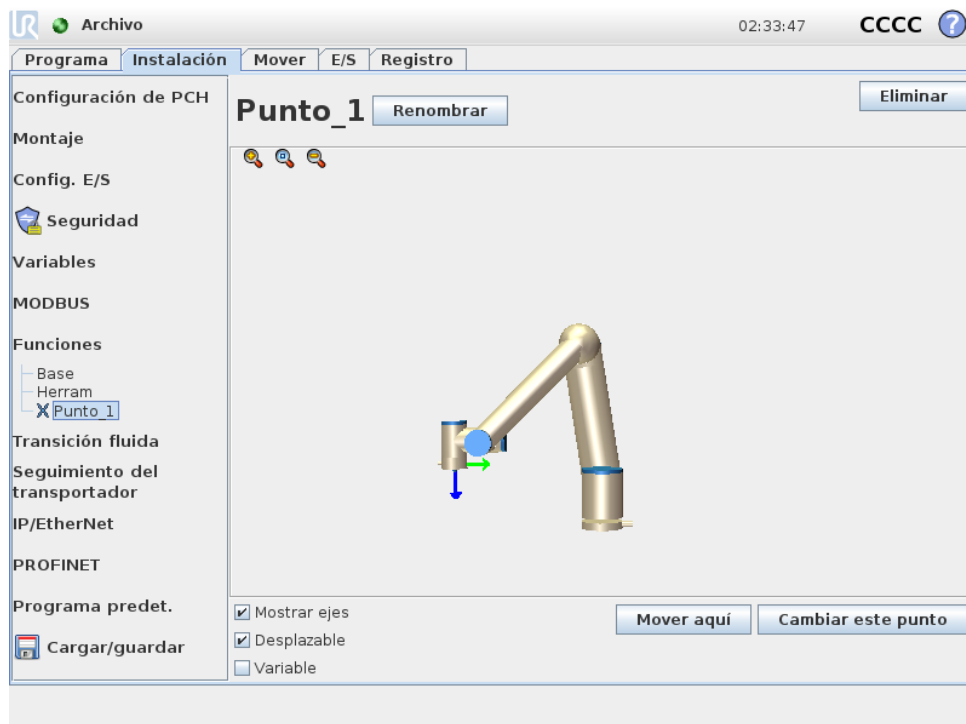 UR
Archivo
02:33:47
CCCC
?
Programa
Instalación
Mover
E/S
Registro
Configuración de PCH
Montaje
Config. E/S
Seguridad
Variables
MODBUS
Funciones
Base
Herram
Punto_1
Transición fluida
Seguimiento del
transportador
IP/EtherNet
PROFINET
Programa predet.
Cargar/guardar
Punto_1
Renombrar
Eliminar
Mostrar ejes
Desplazable
Variable
Mover aquí
Cambiar este punto